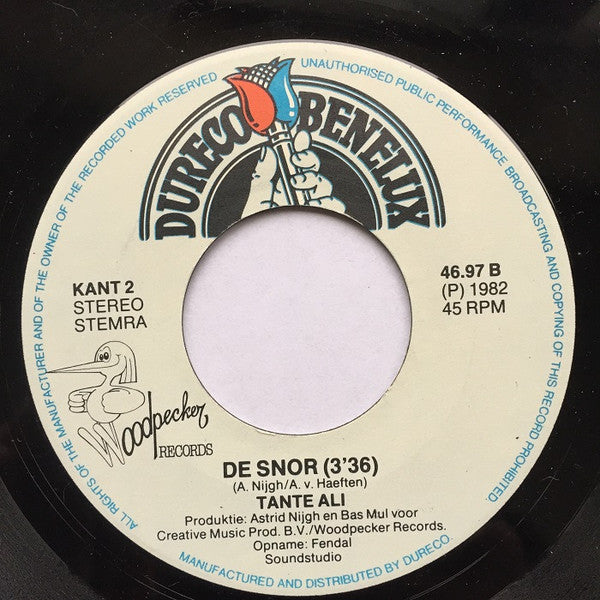 ALL RIGHTS OF THE MANUFACTURER AND OF THE OWNER OF THE RECORDED WORK RESERVED
UNAUTHORISED PUBLIC PERFORMANCE BROADCASTING AND COPYING OF THIS RECORD PROHIBITED.
DURECO BENELUX
KANT 2
STEREO
STEMRA
46.97 B
(P) 1982
45 RPM
Woodpecker
RECORDS
DE SNOR (3'36)
(A. Nijgh/A. v. Haeften)
TANTE ALI
Produktie: Astrid Nijgh en Bas Mul voor
Creative Music Prod. B.V./Woodpecker Records.
Opname: Fendal
Soundstudio
MANUFACTURED AND DISTRIBUTED BY DURECO.